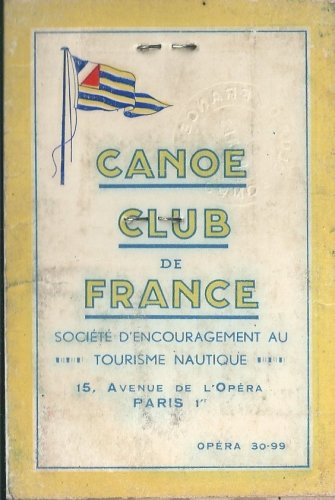 CANOE
CLUB
DE
FRANCE
SOCIÉTÉ D'ENCOURAGEMENT AU
TOURISME NAUTIQUE
15, AVENUE DE L'OPÉRA
PARIS 1er
OPÉRA 30-99